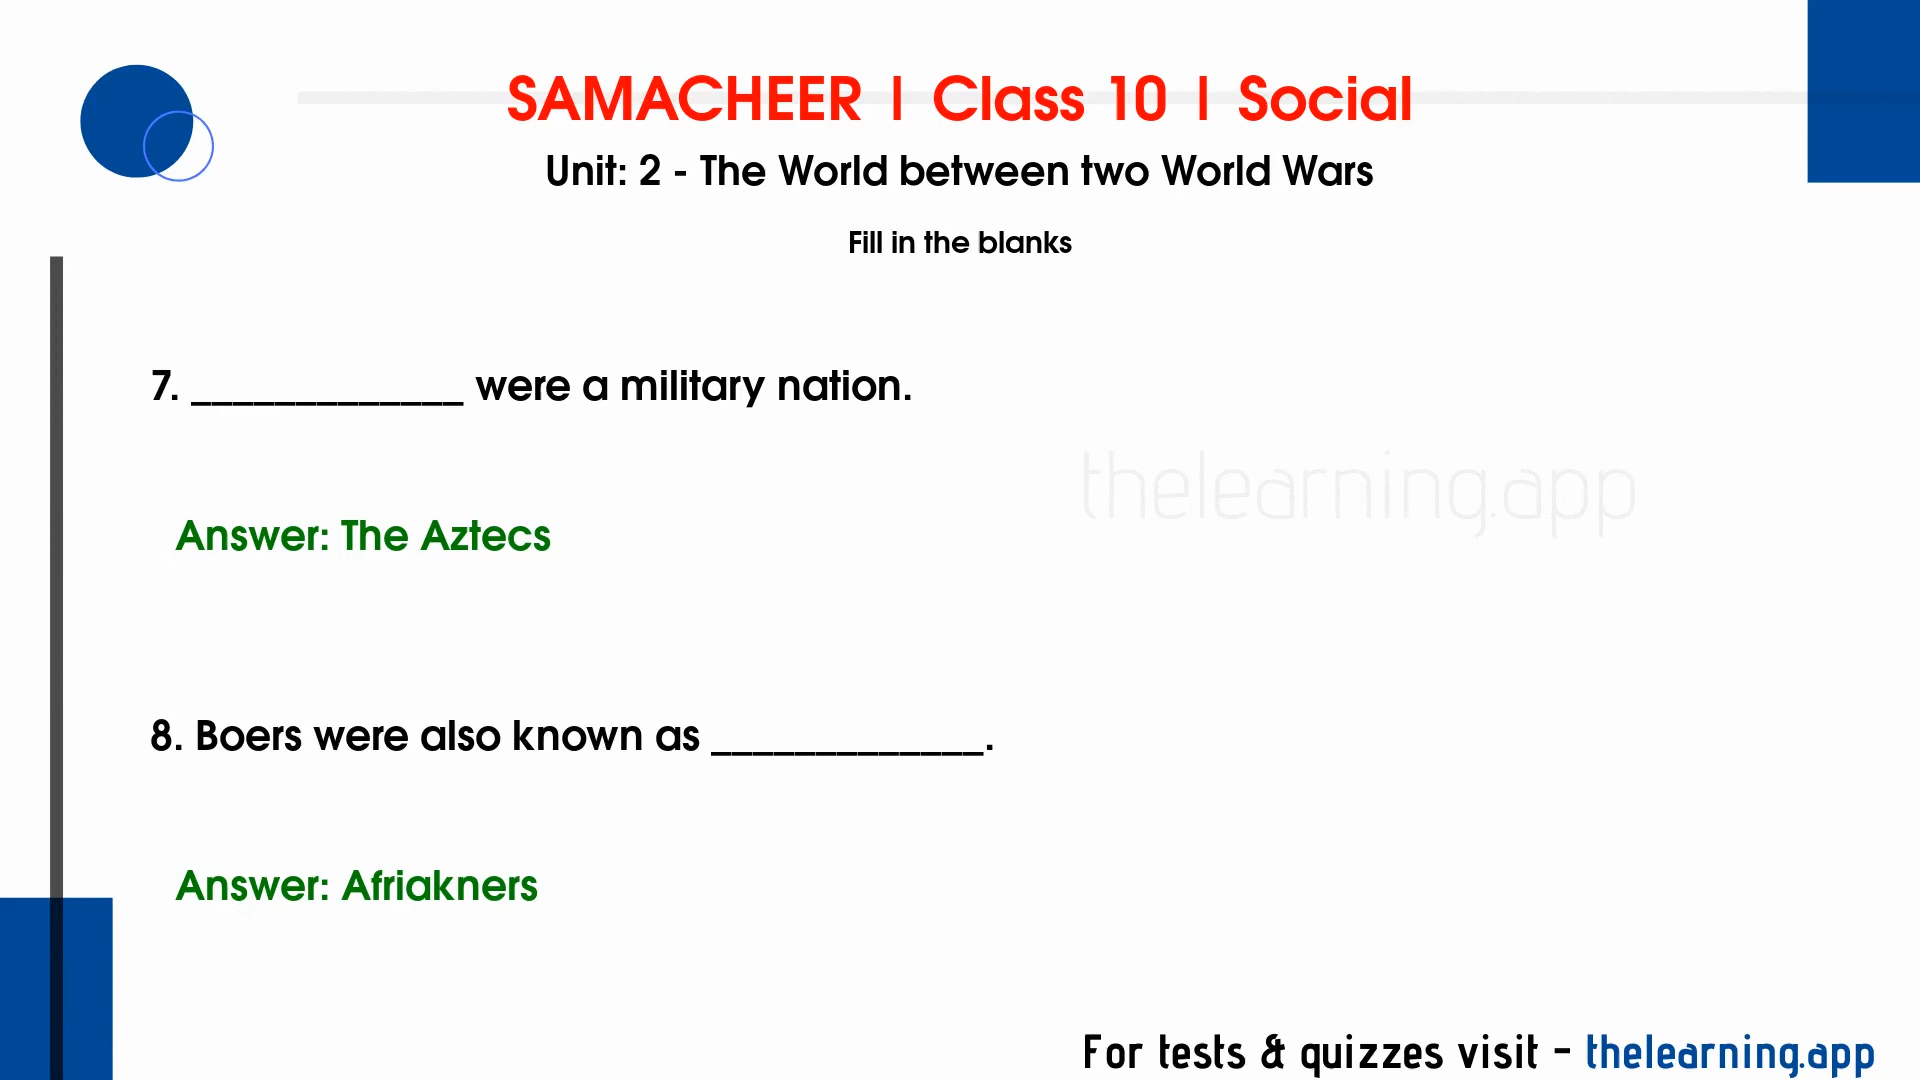 SAMACHEER | Class 10 | Social
Unit: 2 - The World between two World Wars
Fill in the blanks
7. _____________ were a military nation.
thelearning.app
Answer: The Aztecs
8. Boers were also known as _____________.
Answer: Afriakners
For tests & quizzes visit - thelearning.app